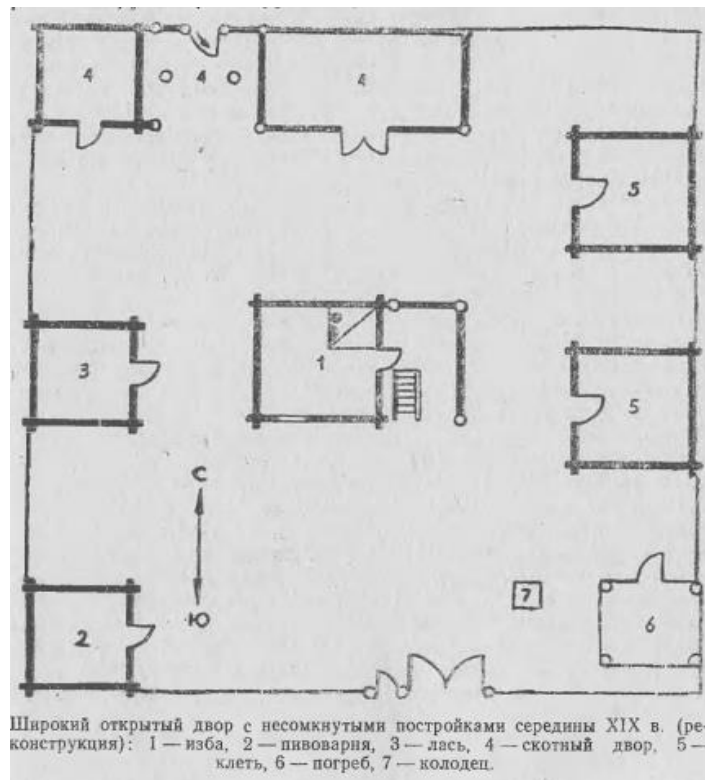 4
4
4
5
3
1
5
С
Ю
2
7
6
Широкий открытый двор с несомкнутыми постройками середины XIX в. (ре-
конструкция): 1 — изба, 2 — пивоварня, 3 — лась, 4 — скотный двор, 5 —
клеть, 6 — погреб, 7 — колодец.